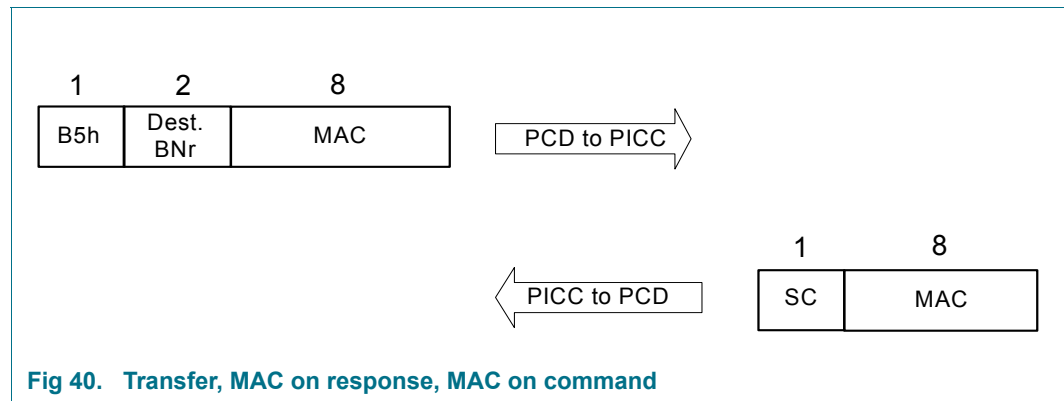 1 2 8
B5h Dest. BNr MAC
PCD to PICC
1 8
PICC to PCD
SC MAC
Fig 40. Transfer, MAC on response, MAC on command